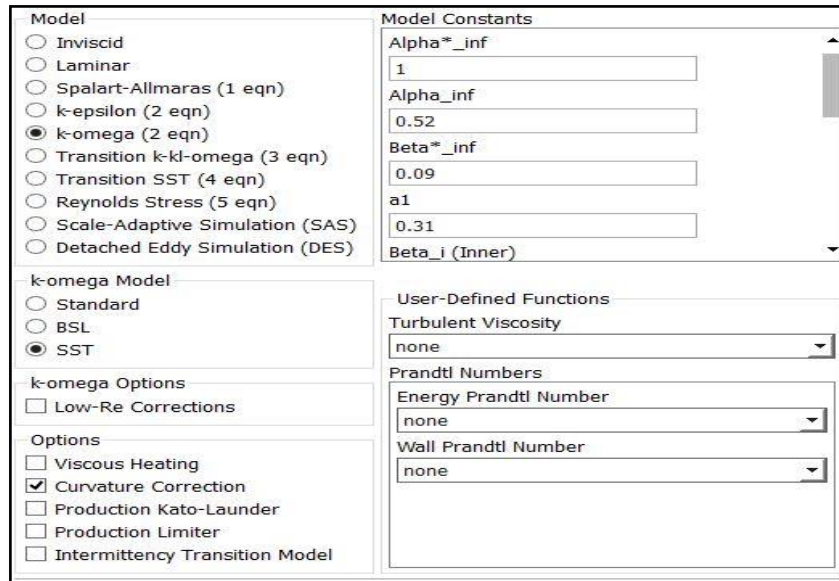 Model
Inviscid
Laminar
Spalart-Allmaras (1 eqn)
k-epsilon (2 eqn)
k-omega (2 eqn)
Transition k-kl-omega (3 eqn)
Transition SST (4 eqn)
Reynolds Stress (5 eqn)
Scale-Adaptive Simulation (SAS)
Detached Eddy Simulation (DES)
k-omega Model
Standard
BSL
SST
k-omega Options
Low-Re Corrections
Options
Viscous Heating
Curvature Correction
Production Kato-Launder
Production Limiter
Intermittency Transition Model
Model Constants
Alpha*_inf
1
Alpha_inf
0.52
Beta*_inf
0.09
a1
0.31
Beta_i (Inner)
User-Defined Functions
Turbulent Viscosity
none
Prandtl Numbers
Energy Prandtl Number
none
Wall Prandtl Number
none